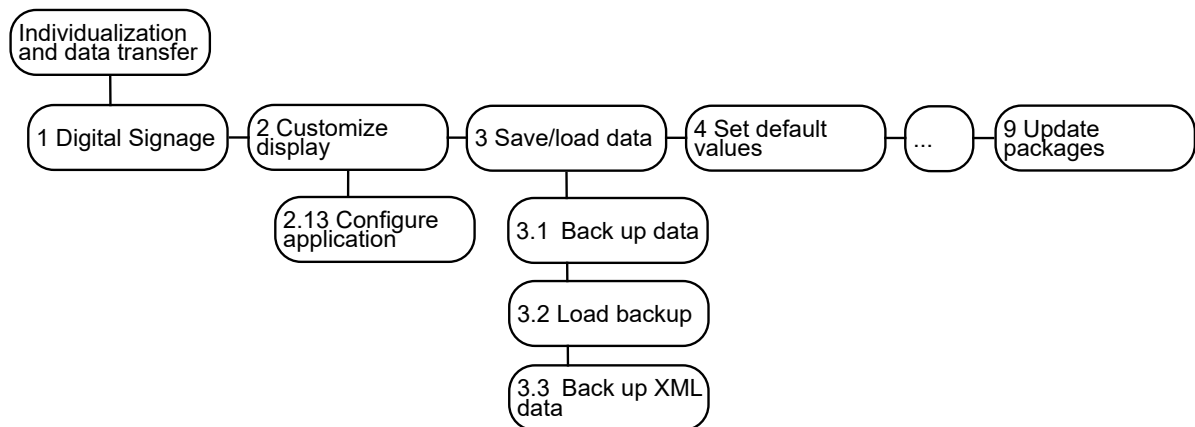 Individualization
and data transfer
1 Digital Signage
2 Customize
display
3 Save/load data
4 Set default
values
...
9 Update
packages
2.13 Configure
application
3.1  Back up data
3.2 Load backup
3.3  Back up XML
data